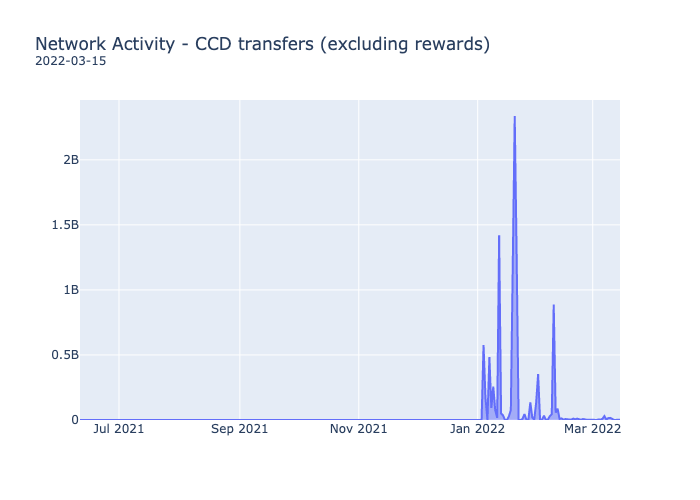 Network Activity - CCD transfers (excluding rewards)
2022-03-15
2B
1.5B
1B
0.5B
0
Jul 2021 Sep 2021 Nov 2021 Jan 2022 Mar 2022